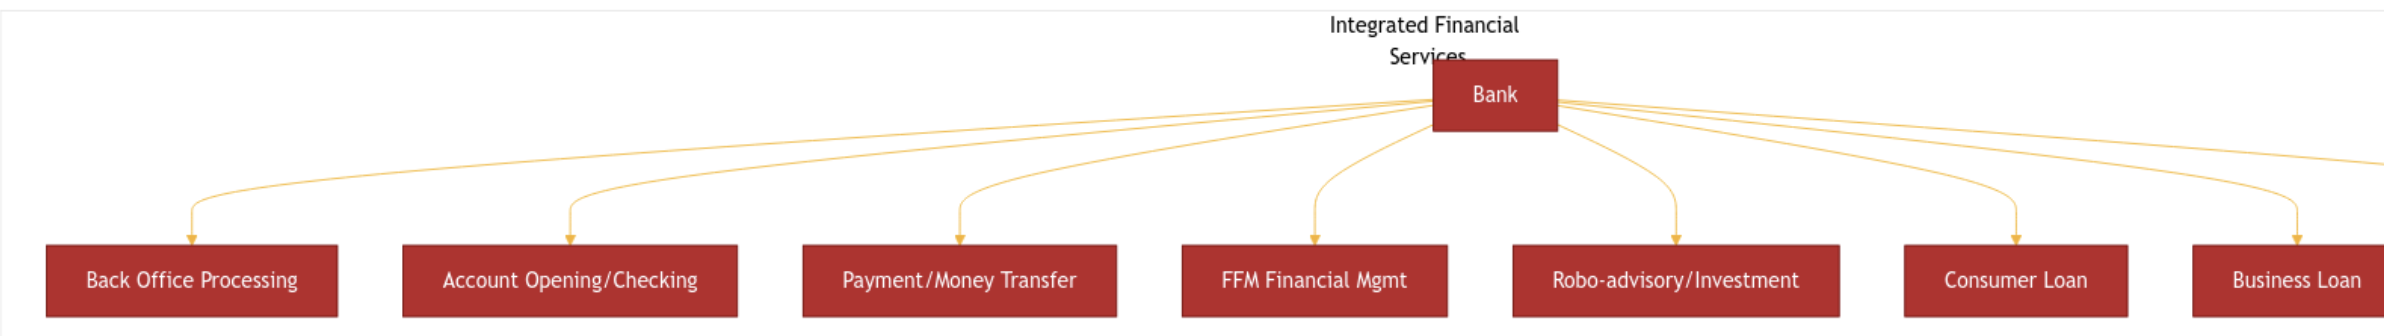 Integrated Financial
Services
Bank
Back Office Processing
Account Opening/Checking
Payment/Money Transfer
FFM Financial Mgmt
Robo-advisory/Investment
Consumer Loan
Business Loan